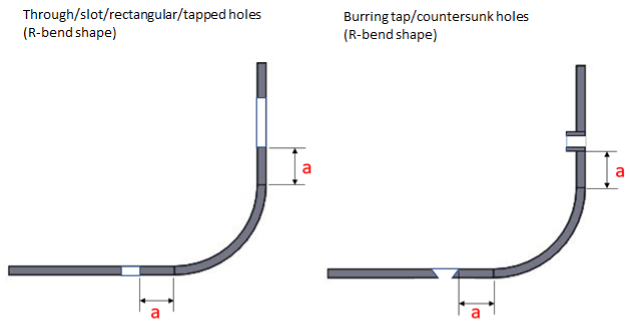 Through/slot/rectangular/tapped holes
(R-bend shape)
Burring tap/countersunk holes
(R-bend shape)
a
a
a
a